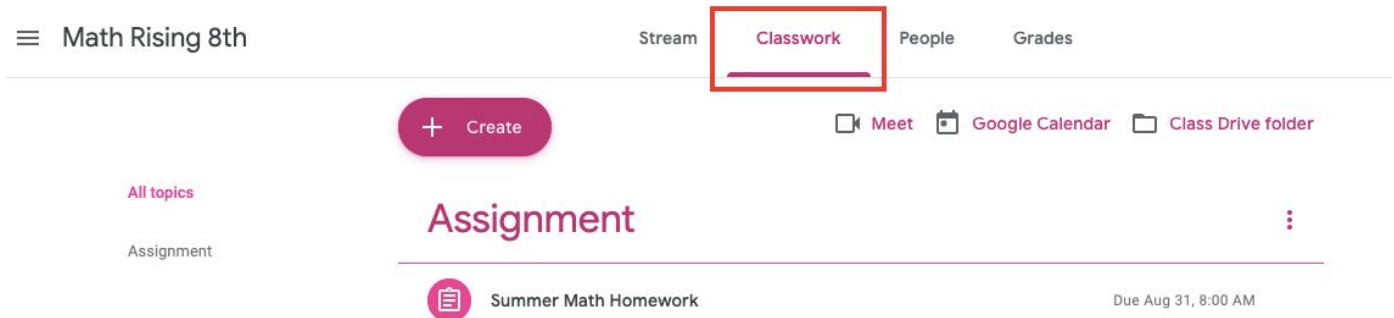 Math Rising 8th Stream Classwork People Grades
Create Meet Google Calendar Class Drive folder
All topics
Assignment
Assignment
Summer Math Homework Due Aug 31, 8:00 AM